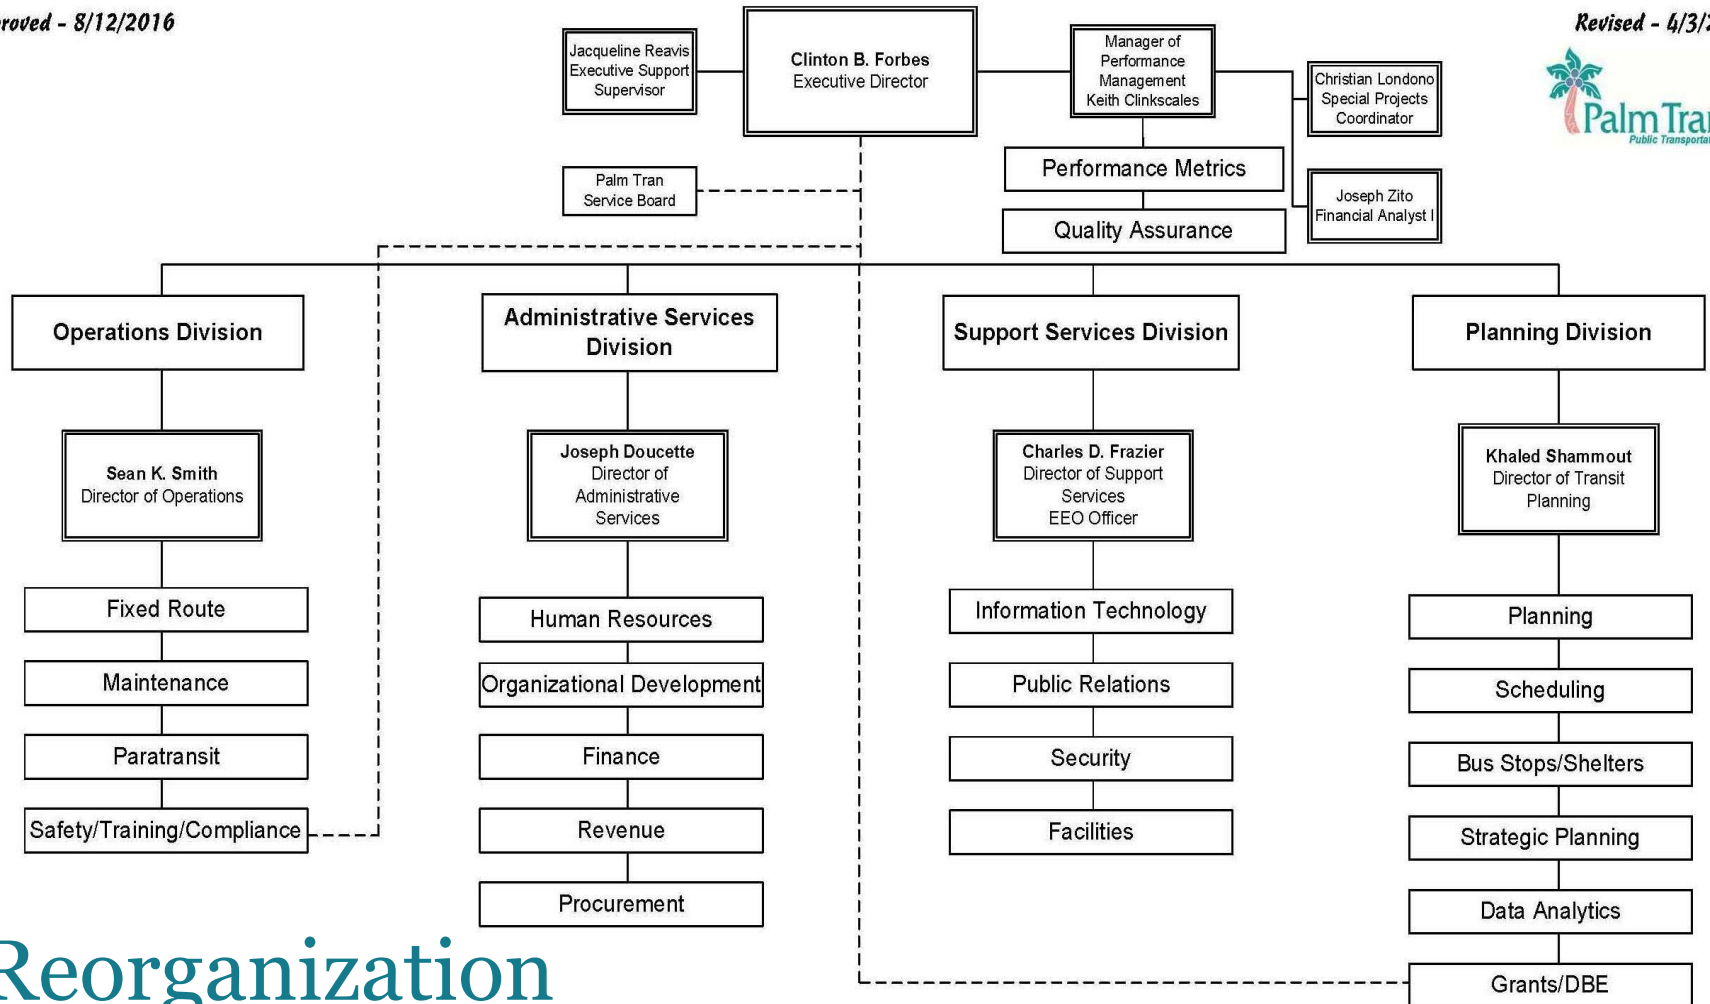 roved - 8/12/2016
Revised - 4/3/
Jacqueline Reavis
Executive Support
Supervisor
Clinton B. Forbes
Executive Director
Manager of
Performance
Management
Keith Clinkscales
Christian Londono
Special Projects
Coordinator
Palm Tra
Public Transporta
Palm Tran
Service Board
Performance Metrics
Joseph Zito
Financial Analyst I
Quality Assurance
Operations Division
Administrative Services
Division
Support Services Division
Planning Division
Sean K. Smith
Director of Operations
Joseph Doucette
Director of
Administrative
Services
Charles D. Frazier
Director of Support
Services
EEO Officer
Khaled Shammout
Director of Transit
Planning
Fixed Route
Maintenance
Paratransit
Safety/Training/Compliance
Human Resources
Organizational Development
Finance
Revenue
Procurement
Information Technology
Public Relations
Security
Facilities
Planning
Scheduling
Bus Stops/Shelters
Strategic Planning
Data Analytics
Grants/DBE
Reorganization